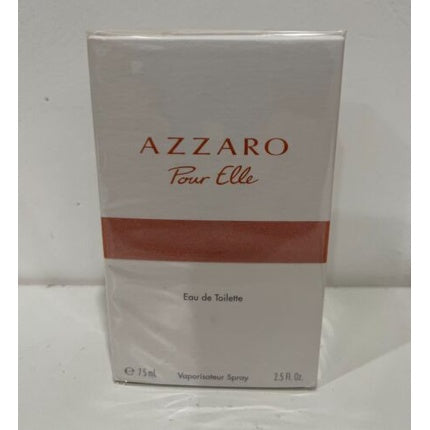 AZZARO
Pour Elle
Eau de Toilette
℮ 75 mL Vaporisateur Spray 2.5 Fl. Oz.